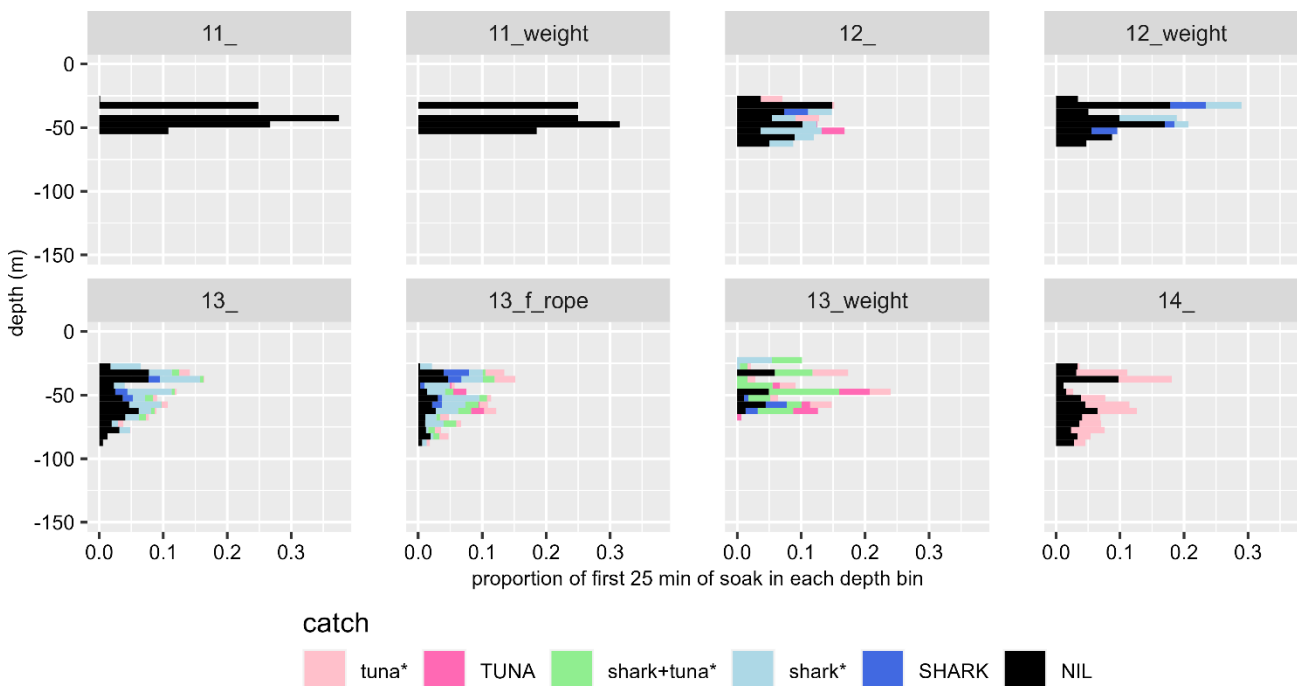 11_ 11_weight 12_ 12_weight
0
-50
-100
-150
13_ 13_f_rope 13_weight 14_
0
-50
-100
-150
depth (m)
0.0 0.1 0.2 0.3 0.0 0.1 0.2 0.3 0.0 0.1 0.2 0.3 0.0 0.1 0.2 0.3
proportion of first 25 min of soak in each depth bin
catch
tuna* TUNA shark+tuna* shark* SHARK NIL